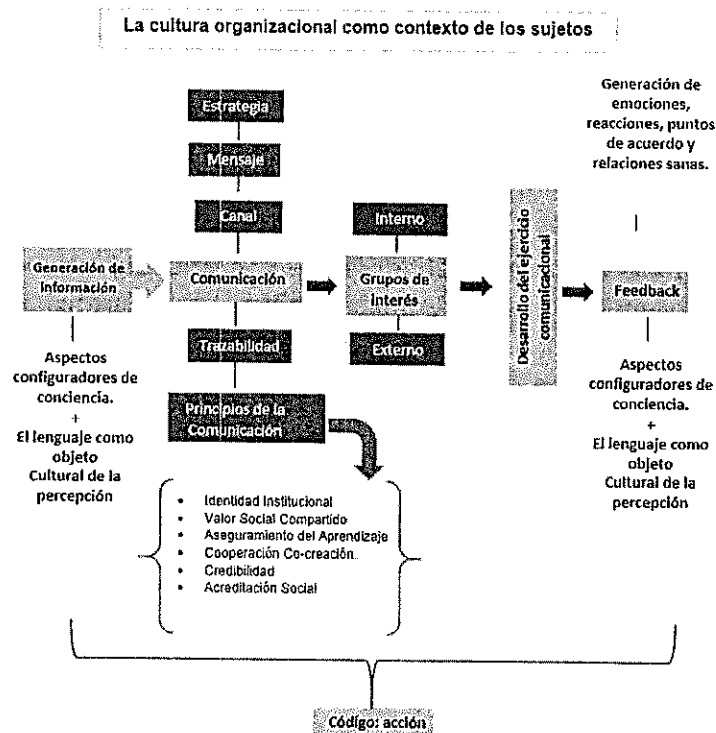 La cultura organizacional como contexto de los sujetos
Generación de
emociones,
reacciones, puntos
de acuerdo y
relaciones sanas.
Estrategia
Mensaje
Canal
Interno
Generación de
Información
Comunicación
Grupos de
Interés
Desarrollo del ejercicio
comunicacional
Feedback
Trazabilidad
Externo
Principios de la
Comunicación
Aspectos
configuradores de
conciencia.
+
El lenguaje como
objeto
Cultural de la
percepción
Aspectos
configuradores de
conciencia.
+
El lenguaje como
objeto
Cultural de la
percepción
• Identidad Institucional
• Valor Social Compartido
• Aseguramiento del Aprendizaje
• Cooperación Co-creación.
• Credibilidad
• Acreditación Social
Código: acción